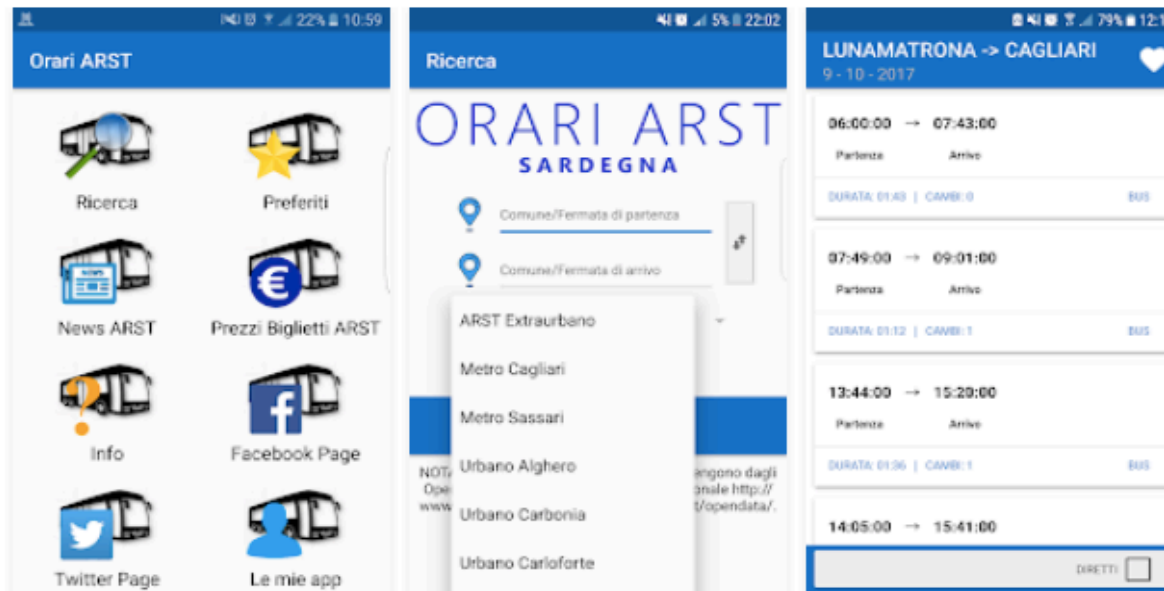 22% 10:59
Orari ARST
Ricerca
Preferiti
News ARST
Prezzi Biglietti ARST
Info
Facebook Page
Twitter Page
Le mie app
5% 22:02
Ricerca
ORARI ARST
SARDEGNA
Comune/Fermata di partenza
Comune/Fermata di arrivo
ARST Extraurbano
Metro Cagliari
Metro Sassari
Urbano Alghero
Urbano Carbonia
Urbano Carloforte
NOT
engono dagli
Ope
onale http://
www
t/opendata/.
79% 12:1
LUNAMATRONA -> CAGLIARI
9 - 10 - 2017
06:00:00 → 07:43:00
Partenza Arrivo
DURATA: 01:43 | CAMBI: 0 BUS
07:49:00 → 09:01:00
Partenza Arrivo
DURATA: 01:12 | CAMBI: 1 BUS
13:44:00 → 15:20:00
Partenza Arrivo
DURATA: 01:36 | CAMBI: 1 BUS
14:05:00 → 15:41:00
DIRETTI